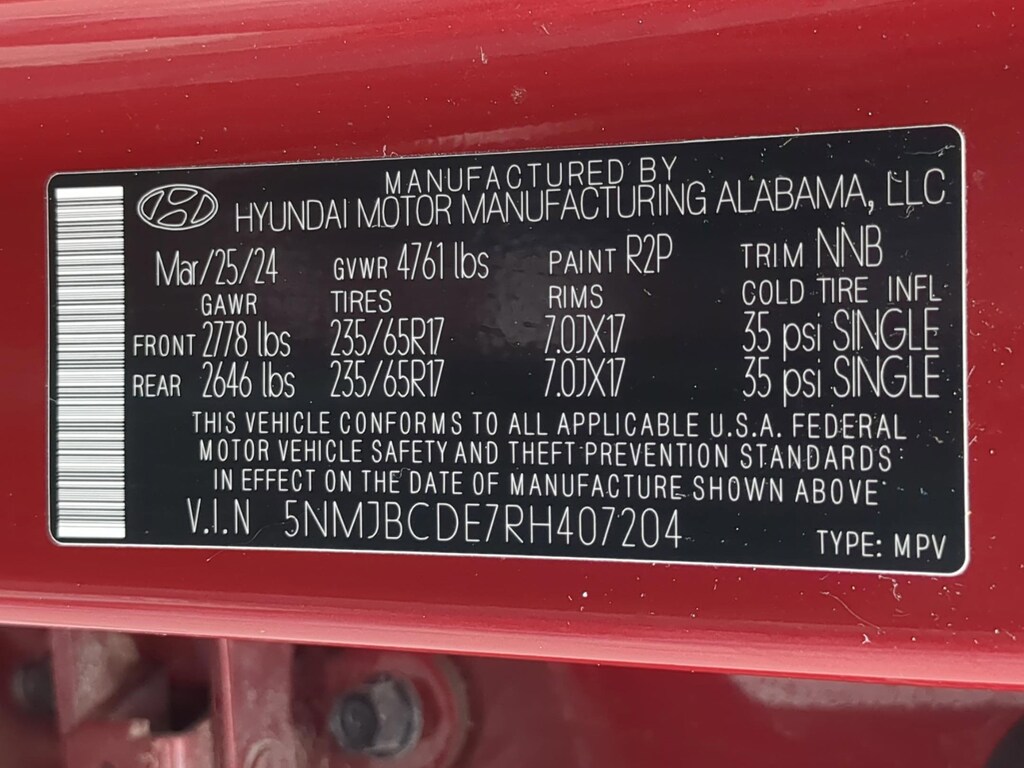 MANUFACTURED BY
HYUNDAI MOTOR MANUFACTURING ALABAMA, LLC
Mar/25/24 GVWR 4761 lbs PAINT R2P TRIM NNB
GAWR TIRES RIMS COLD TIRE INFL
FRONT 2778 lbs 235/65R17 7.0JX17 35 psi SINGLE
REAR 2646 lbs 235/65R17 7.0JX17 35 psi SINGLE
THIS VEHICLE CONFORMS TO ALL APPLICABLE U.S.A. FEDERAL
MOTOR VEHICLE SAFETY AND THEFT PREVENTION STANDARDS
IN EFFECT ON THE DATE OF MANUFACTURE SHOWN ABOVE
V.I.N 5NMJBCDE7RH407204 TYPE: MPV